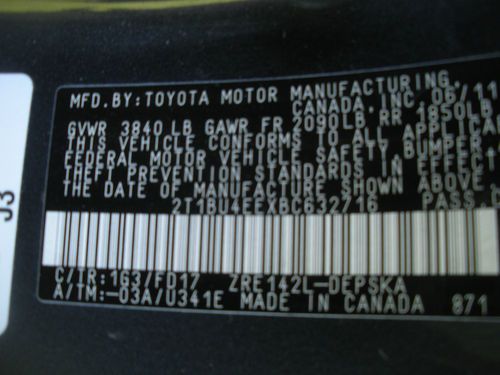 MFD.BY:TOYOTA MOTOR MANUFACTURING
CANADA,INC.06/11
GVWR 3840 LB GAWR FR 2090LB RR 1850LB
THIS VEHICLE CONFORMS TO ALL APPLICA
FEDERAL MOTOR VEHICLE SAFETY,BUMPER,
THEFT PREVENTION STANDARDS IN EFFECT
THE DATE OF MANUFACTURE SHOWN ABOVE.
2T1BU4EEXBC632716 PASS.C
C/TR:163/FD17 ZRE142L-DEPSKA
A/TM:-03A/U341E MADE IN CANADA 871
J3